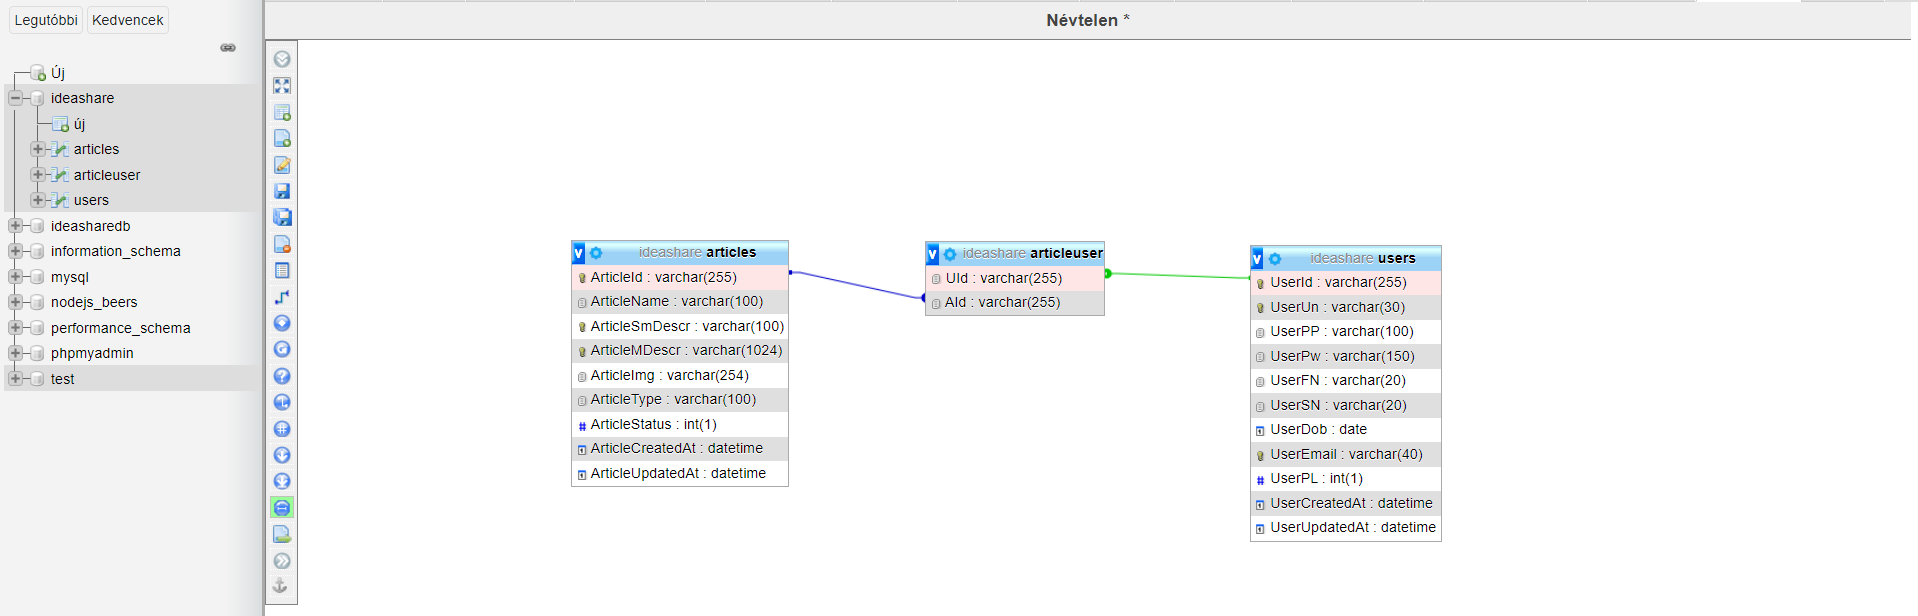 Legutóbbi Kedvencek
Új
ideashare
új
articles
articleuser
users
ideasharedb
information_schema
mysql
nodejs_beers
performance_schema
phpmyadmin
test
Névtelen *
v ideashare articles
ArticleId : varchar(255)
ArticleName : varchar(100)
ArticleSmDescr : varchar(100)
ArticleMDescr : varchar(1024)
ArticleImg : varchar(254)
ArticleType : varchar(100)
# ArticleStatus : int(1)
ArticleCreatedAt : datetime
ArticleUpdatedAt : datetime
v ideashare articleuser
UId : varchar(255)
AId : varchar(255)
v ideashare users
UserId : varchar(255)
UserUn : varchar(30)
UserPP : varchar(100)
UserPw : varchar(150)
UserFN : varchar(20)
UserSN : varchar(20)
UserDob : date
UserEmail : varchar(40)
# UserPL : int(1)
UserCreatedAt : datetime
UserUpdatedAt : datetime